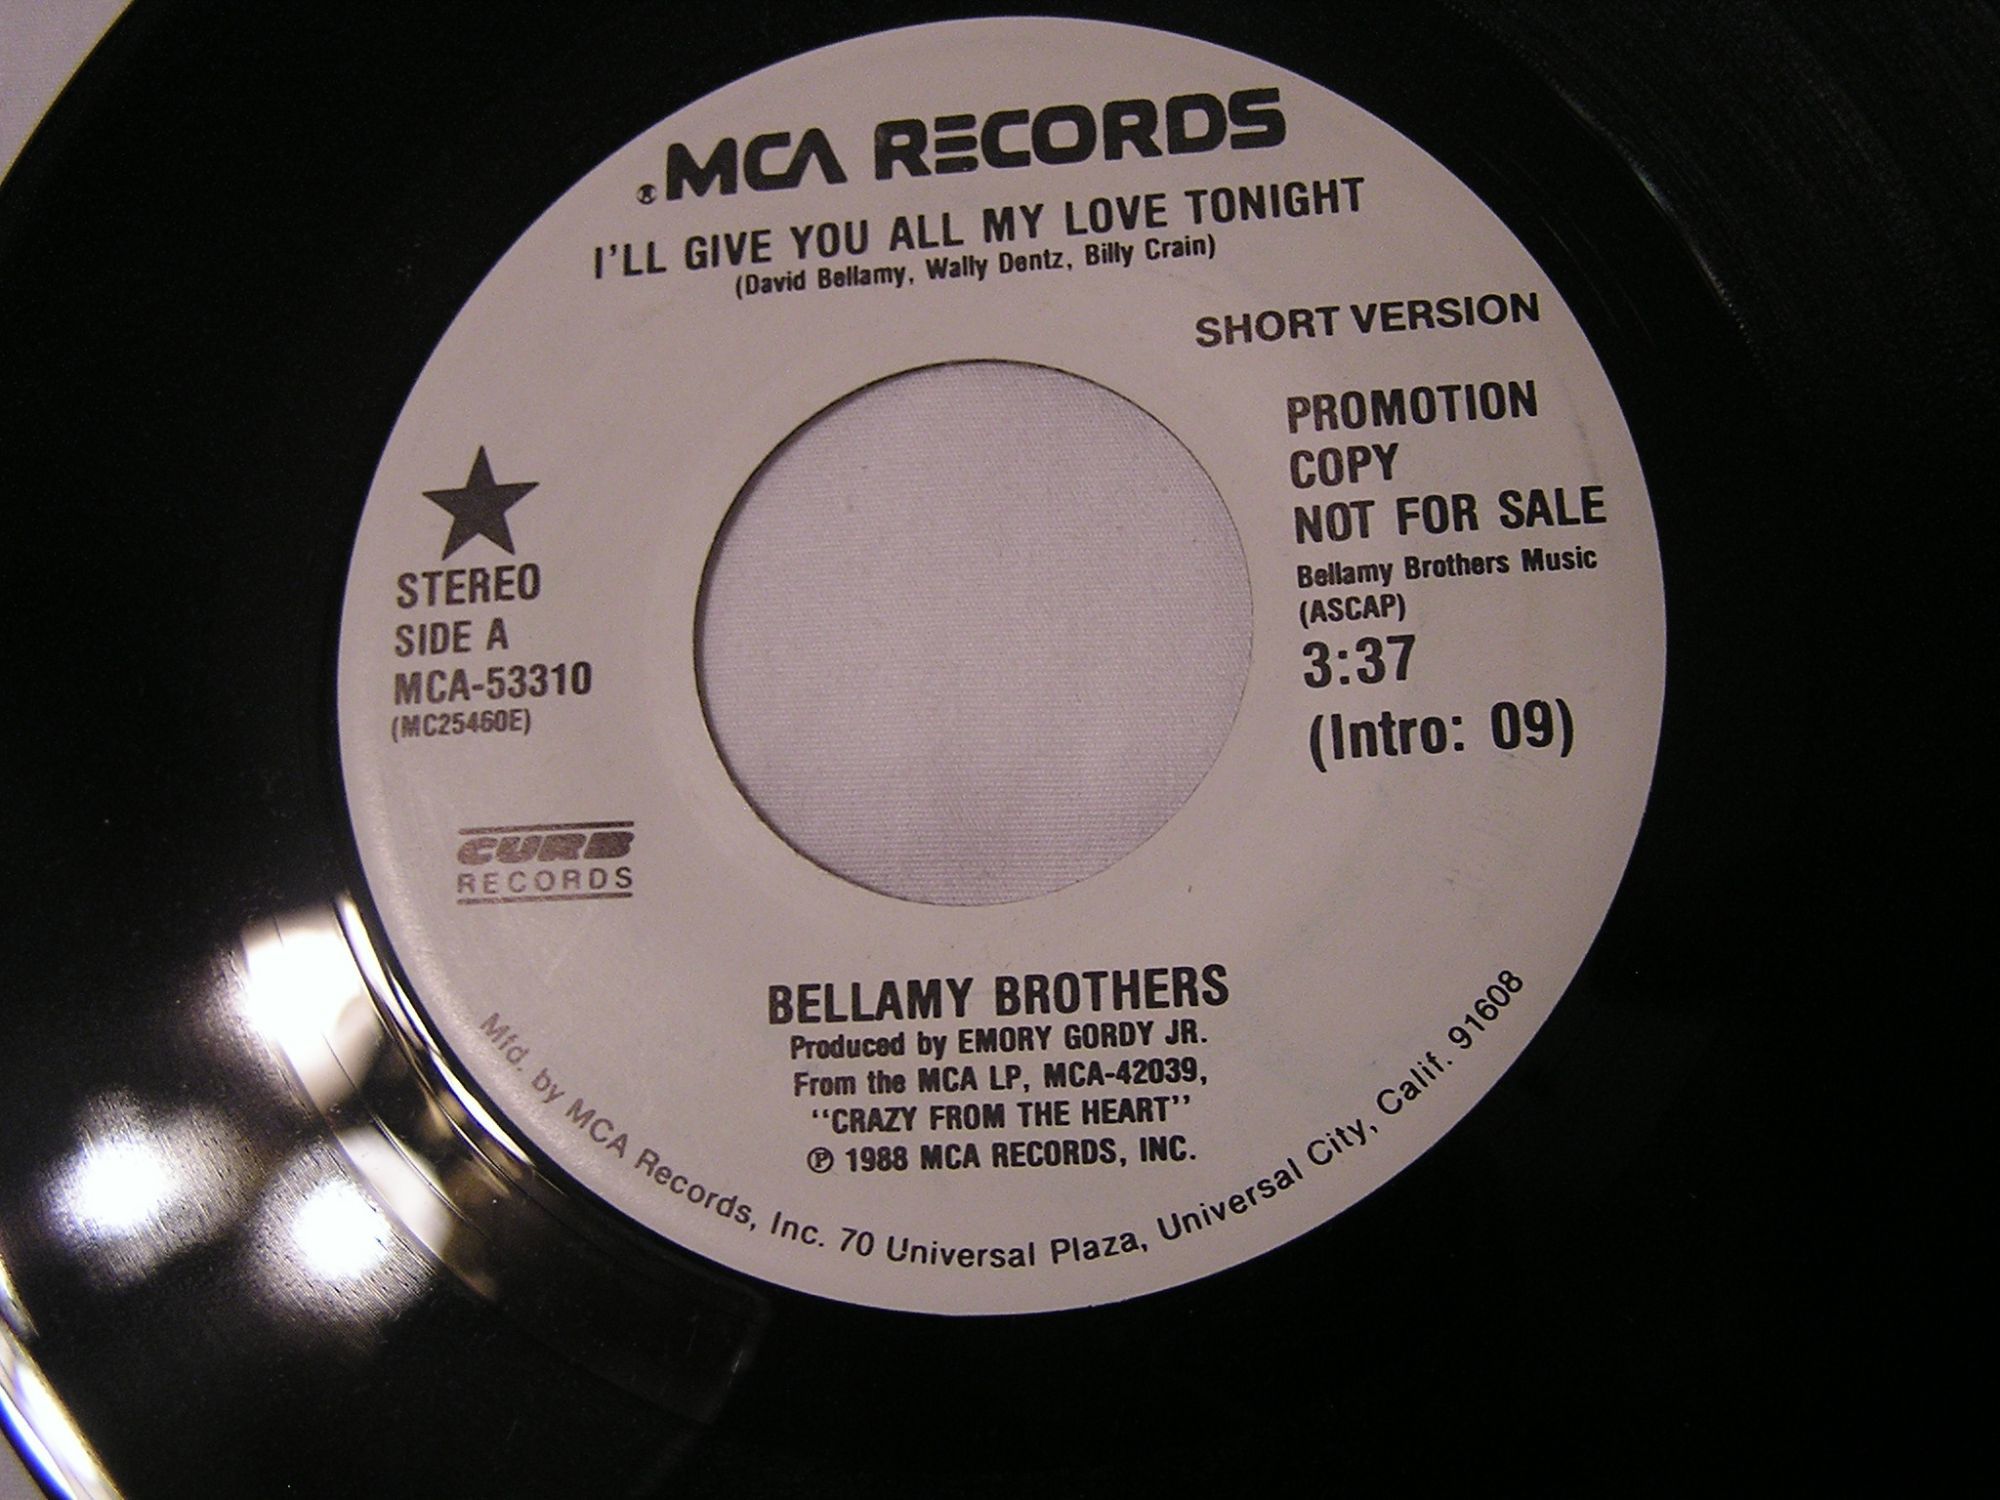 ® MCA RECORDS
I'LL GIVE YOU ALL MY LOVE TONIGHT
(David Bellamy, Wally Dentz, Billy Crain)
SHORT VERSION
PROMOTION
COPY
NOT FOR SALE
Bellamy Brothers Music
(ASCAP)
3:37
(Intro: 09)
★
STEREO
SIDE A
MCA-53310
(MC25460E)
CURB
RECORDS
BELLAMY BROTHERS
Produced by EMORY GORDY JR.
From the MCA LP, MCA-42039,
"CRAZY FROM THE HEART"
℗ 1988 MCA RECORDS, INC.
Mfd. by MCA Records, Inc. 70 Universal Plaza, Universal City, Calif. 91608